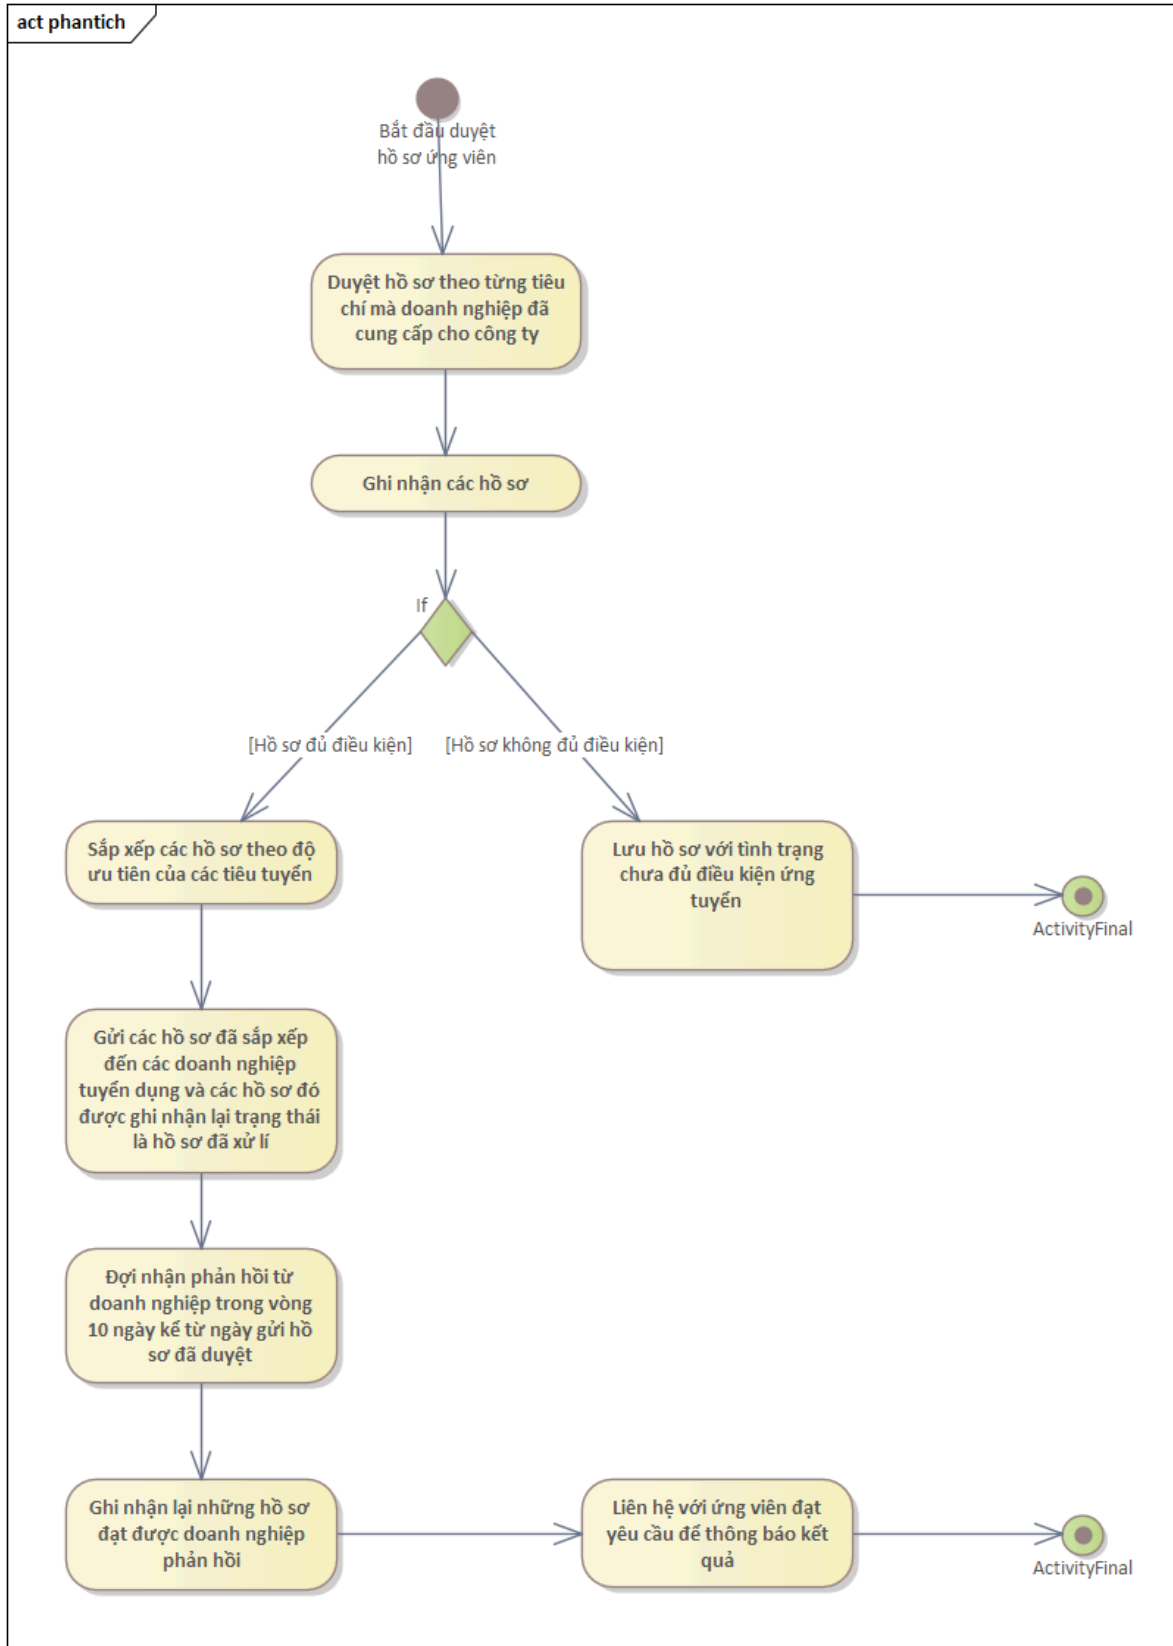 act phantich
Bắt đầu duyệt
hồ sơ ứng viên
Duyệt hồ sơ theo từng tiêu
chí mà doanh nghiệp đã
cung cấp cho công ty
Ghi nhận các hồ sơ
If
[Hồ sơ đủ điều kiện]
[Hồ sơ không đủ điều kiện]
Sắp xếp các hồ sơ theo độ
ưu tiên của các tiêu tuyển
Lưu hồ sơ với tình trạng
chưa đủ điều kiện ứng
tuyển
ActivityFinal
Gửi các hồ sơ đã sắp xếp
đến các doanh nghiệp
tuyển dụng và các hồ sơ đó
được ghi nhận lại trạng thái
là hồ sơ đã xử lí
Đợi nhận phản hồi từ
doanh nghiệp trong vòng
10 ngày kể từ ngày gửi hồ
sơ đã duyệt
Ghi nhận lại những hồ sơ
đạt được doanh nghiệp
phản hồi
Liên hệ với ứng viên đạt
yêu cầu để thông báo kết
quả
ActivityFinal